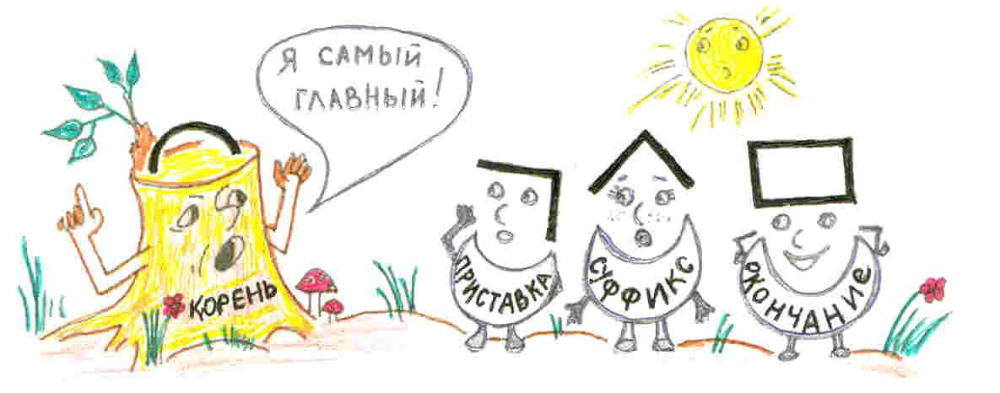 Я САМЫЙ
ГЛАВНЫЙ!
КОРЕНЬ
ПРИСТАВКА
СУФФИКС
ОКОНЧАНИЕ